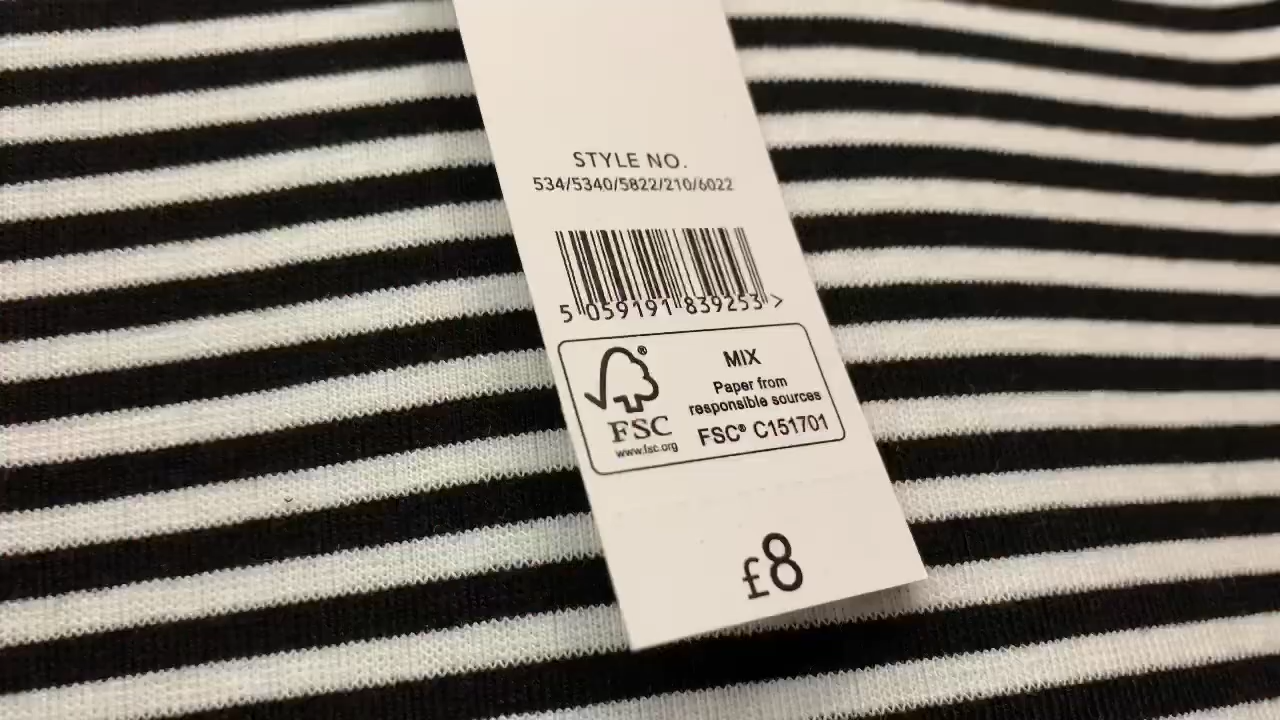 STYLE NO.
534/5340/5822/210/6022
5 059191 839253 >
MIX
Paper from
responsible sources
FSC® C151701
®
FSC
www.fsc.org
£8